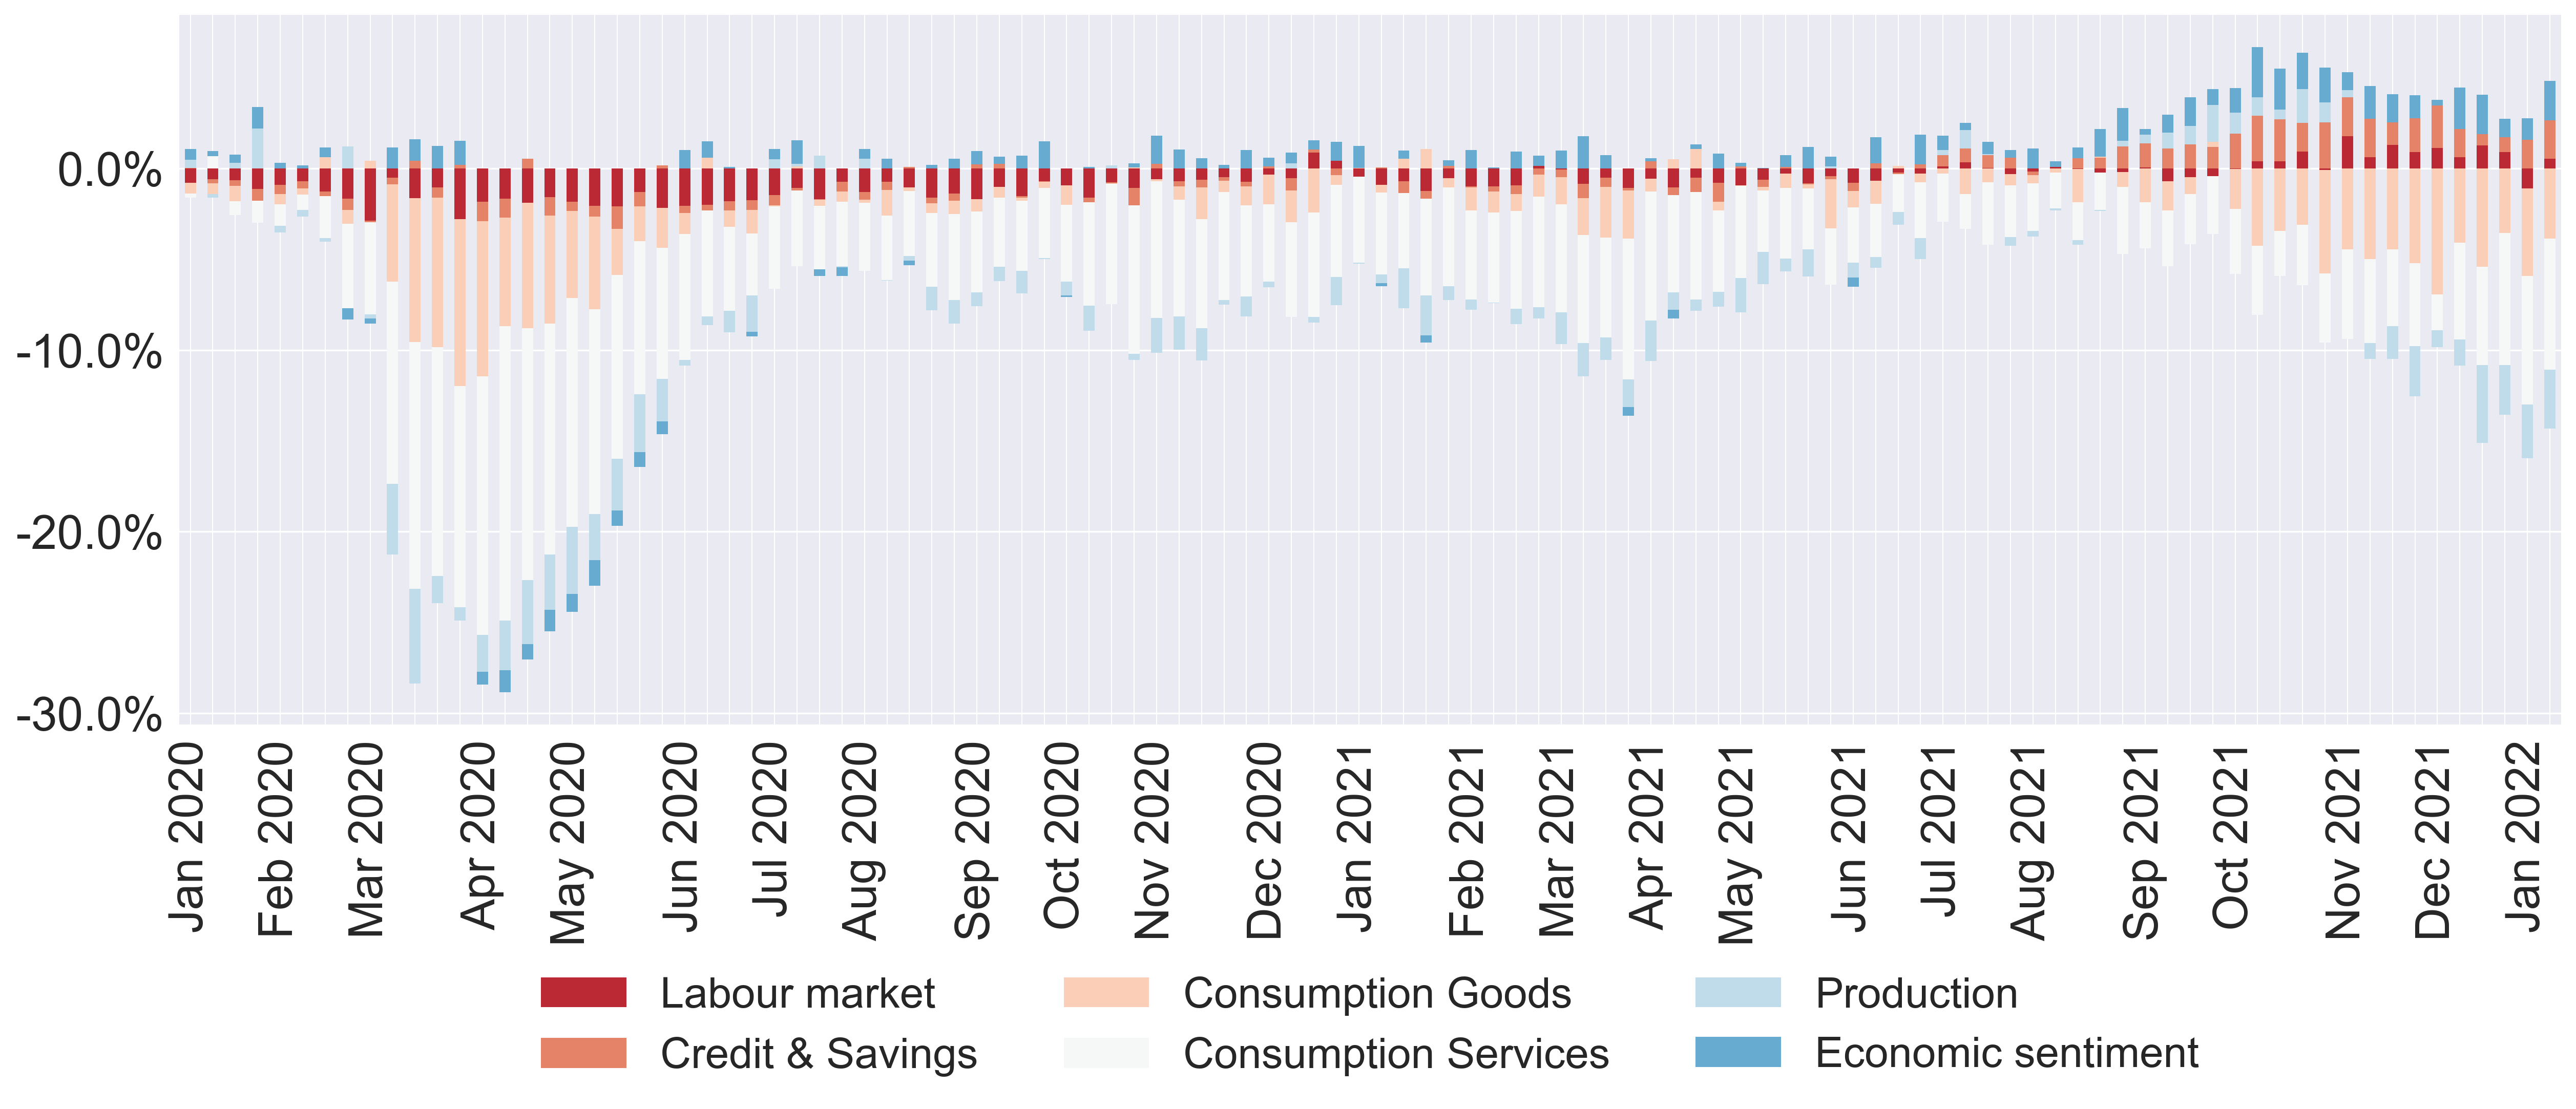 0.0%
-10.0%
-20.0%
-30.0%
Jan 2020
Feb 2020
Mar 2020
Apr 2020
May 2020
Jun 2020
Jul 2020
Aug 2020
Sep 2020
Oct 2020
Nov 2020
Dec 2020
Jan 2021
Feb 2021
Mar 2021
Apr 2021
May 2021
Jun 2021
Jul 2021
Aug 2021
Sep 2021
Oct 2021
Nov 2021
Dec 2021
Jan 2022
Labour market
Consumption Goods
Production
Credit & Savings
Consumption Services
Economic sentiment